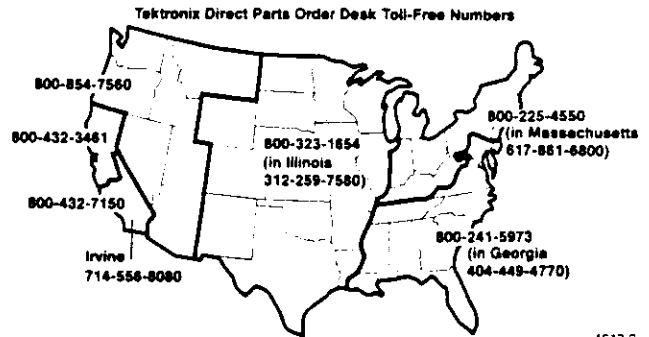 Tektronix Direct Parts Order Desk Toll-Free Numbers
800-854-7560
800-432-3461
800-432-7150
Irvine
714-556-8080
800-323-1654
(in Illinois
312-259-7580)
800-225-4550
(in Massachusetts
617-861-6800)
800-241-5973
(in Georgia
404-449-4770)